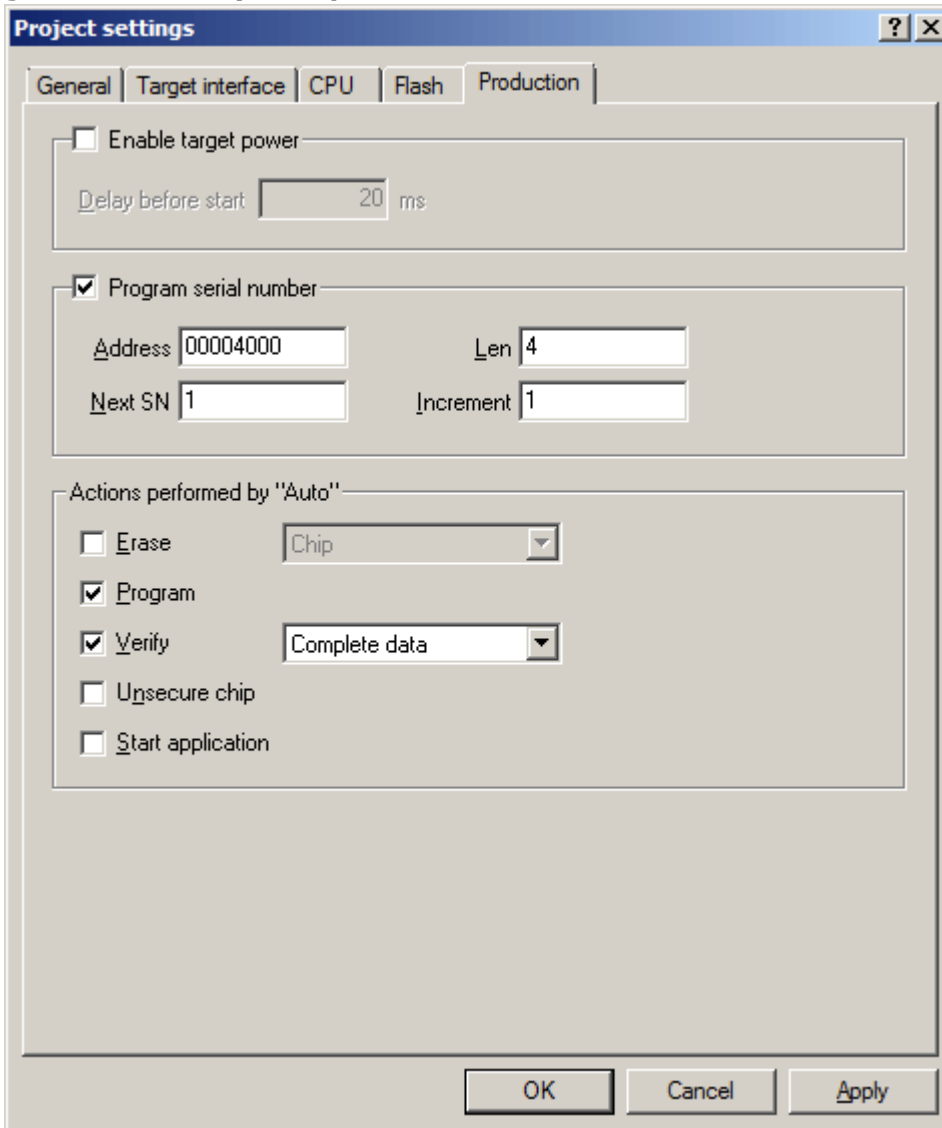 Project settings
General Target interface CPU Flash Production
Enable target power
Delay before start 20 ms
Program serial number
Address 00004000 Len 4
Next SN 1 Increment 1
Actions performed by "Auto"
Erase Chip
Program
Verify Complete data
Unsecure chip
Start application
OK Cancel Apply